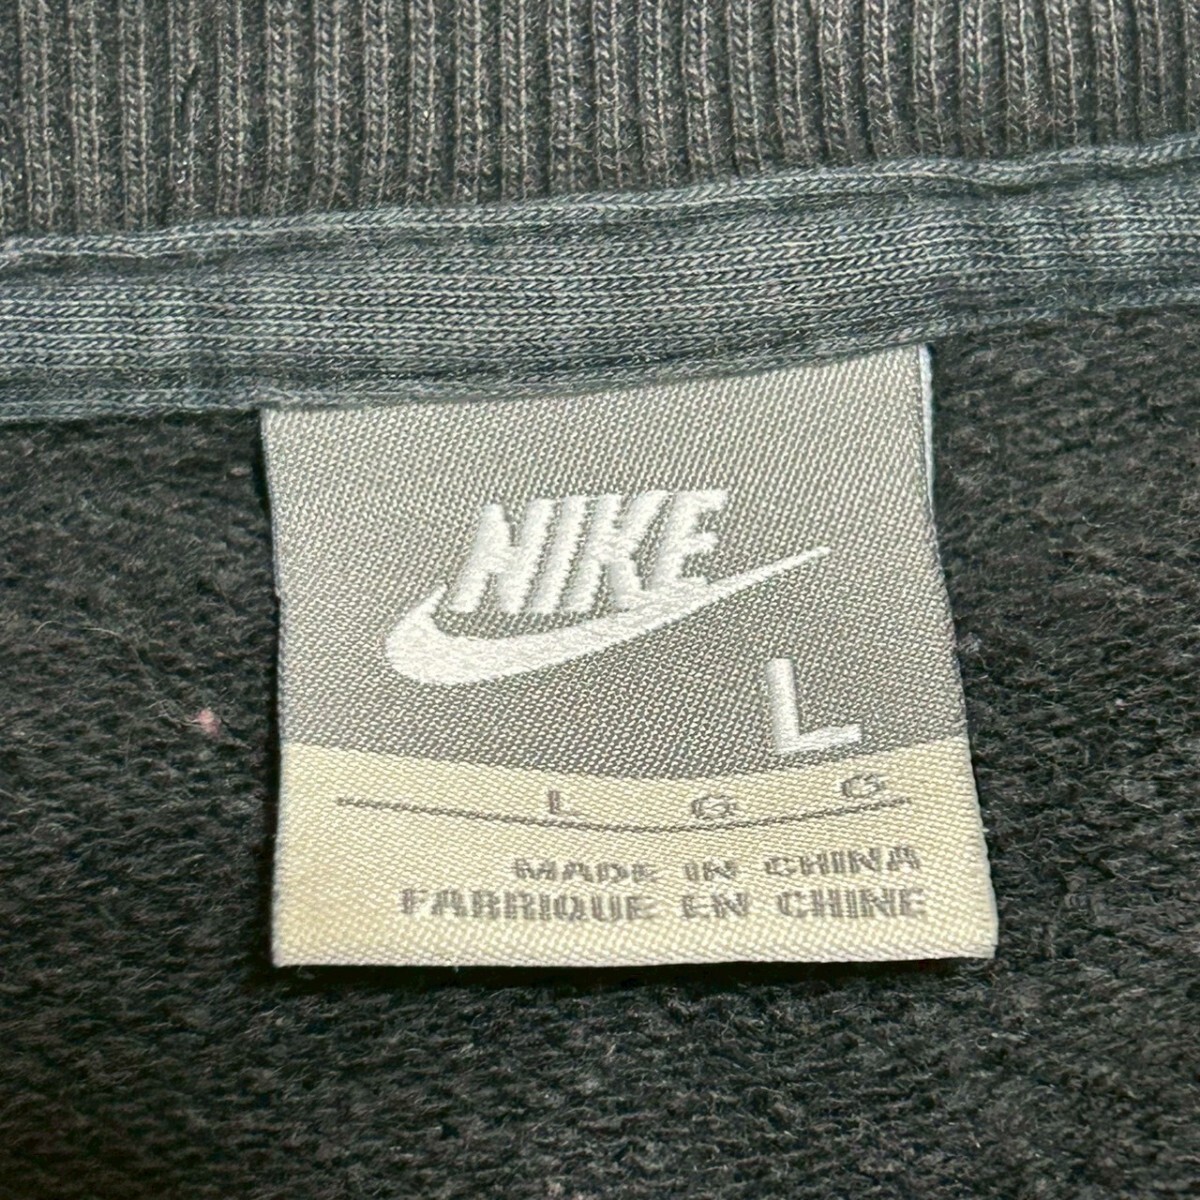 NIKE
L
L G G
MADE IN CHINA
FABRIQUE EN CHINE